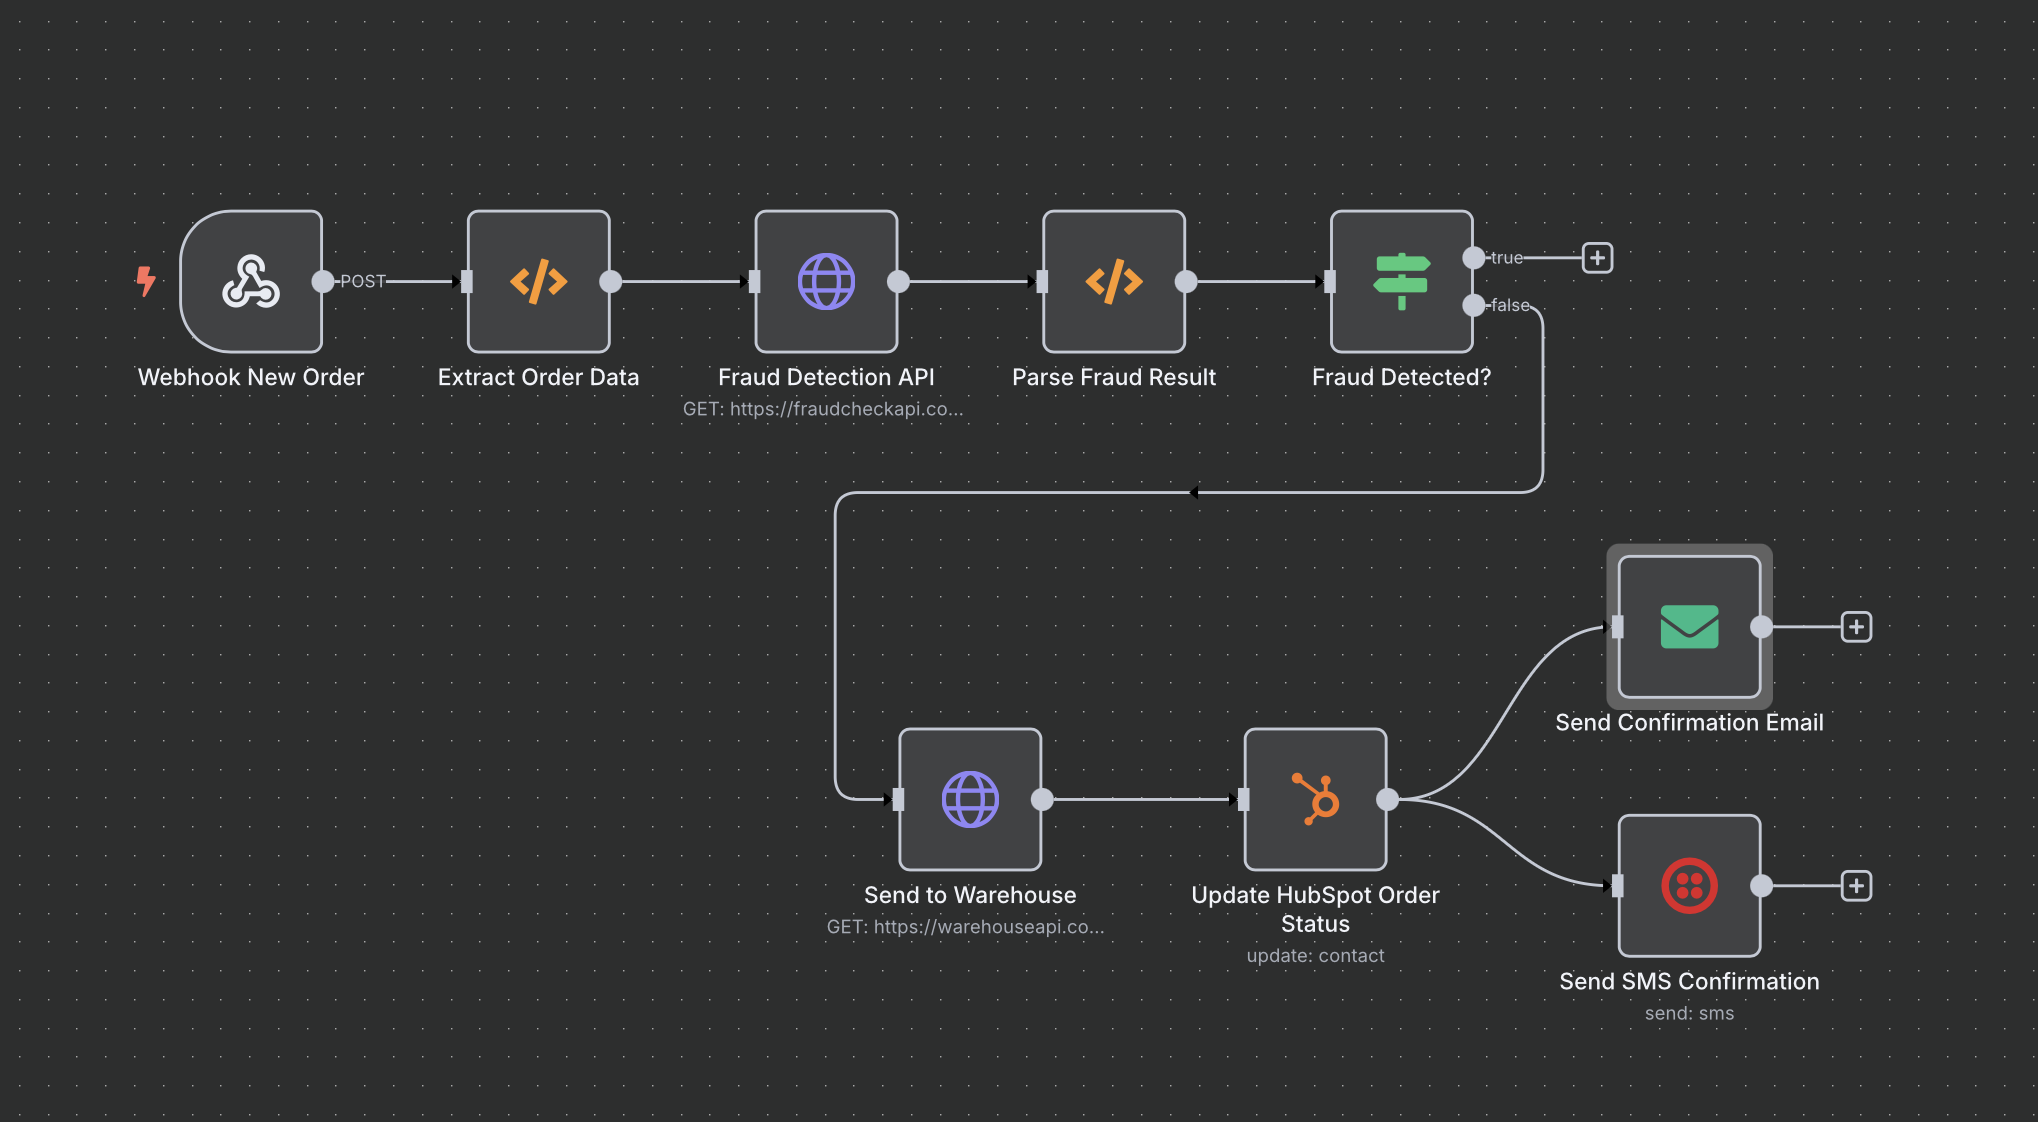 POST
true
false
Webhook New Order
Extract Order Data
Fraud Detection API
GET: https://fraudcheckapi.co...
Parse Fraud Result
Fraud Detected?
Send Confirmation Email
Send to Warehouse
GET: https://warehouseapi.co...
Update HubSpot Order
Status
update: contact
Send SMS Confirmation
send: sms